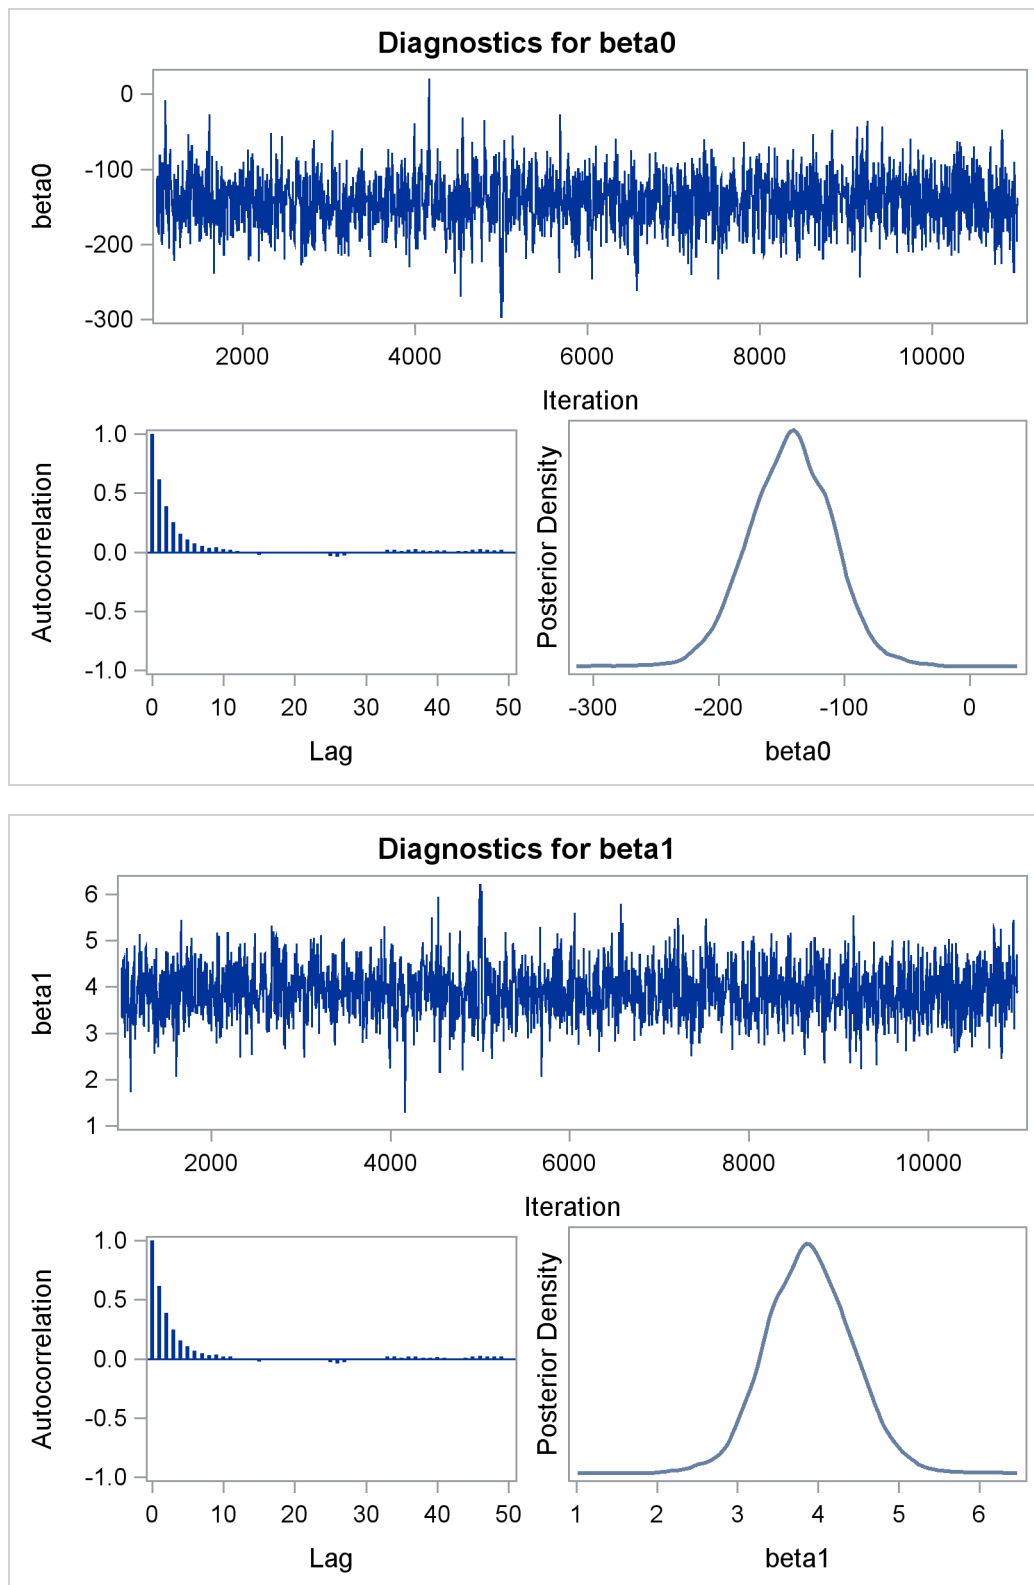 Diagnostics for beta0
beta0
0
-100
-200
-300
2000 4000 6000 8000 10000
Iteration
Autocorrelation
1.0
0.5
0.0
-0.5
-1.0
0 10 20 30 40 50
Lag
Posterior Density
-300 -200 -100 0
beta0
Diagnostics for beta1
beta1
6
5
4
3
2
1
2000 4000 6000 8000 10000
Iteration
Autocorrelation
1.0
0.5
0.0
-0.5
-1.0
0 10 20 30 40 50
Lag
Posterior Density
1 2 3 4 5 6
beta1